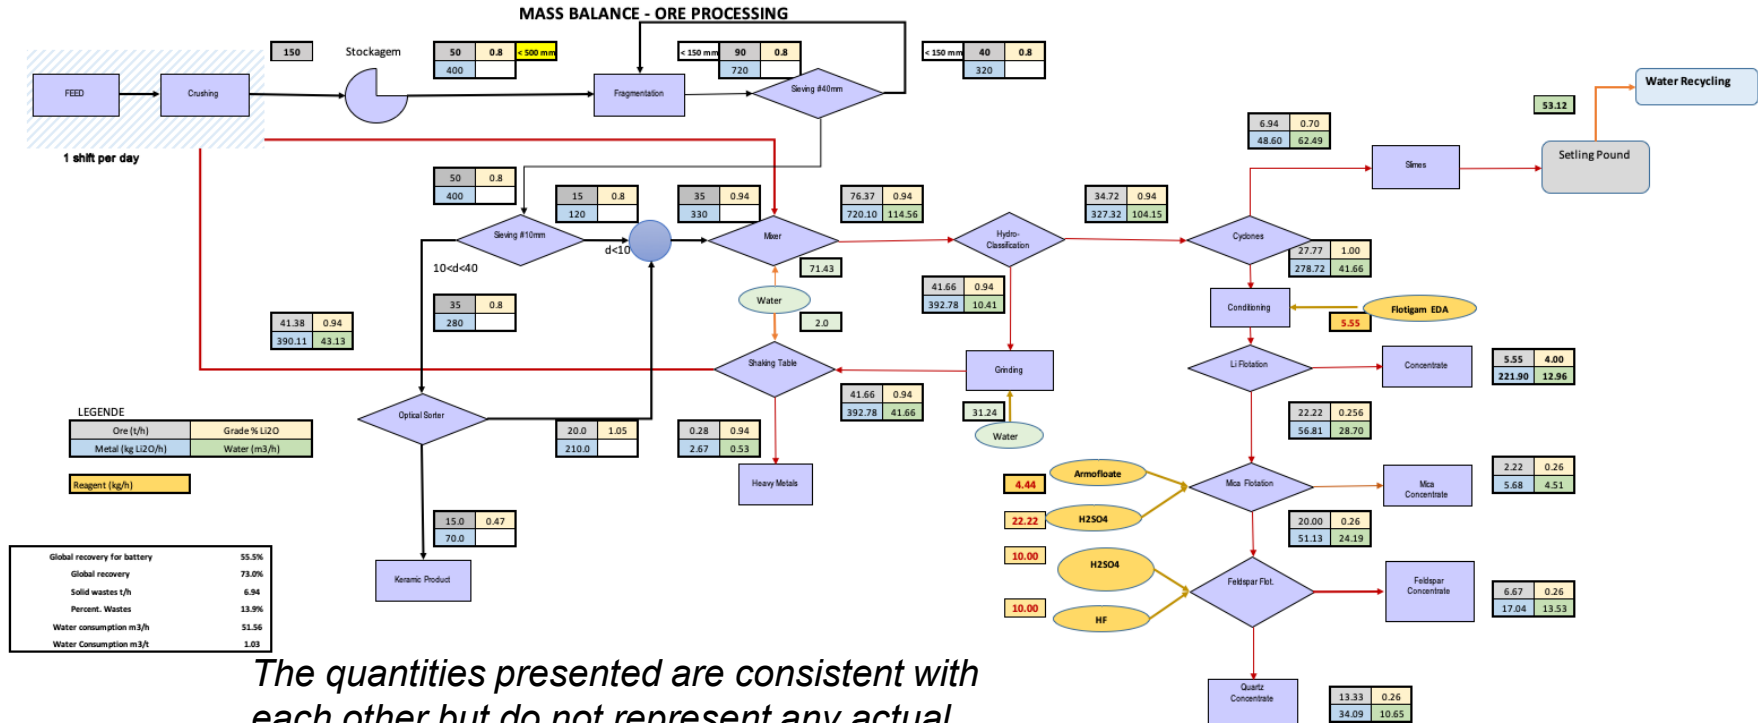 MASS BALANCE - ORE PROCESSING
150
Stockagem
50 0.8 < 500 mm
400
< 150 mm 90 0.8
720
< 150 mm 40 0.8
320
FEED
Crushing
Fragmentation
Sieving #40mm
1 shift per day
Water Recycling
53.12
Setling Pound
6.94 0.70
48.60 62.49
Slimes
50 0.8
400
15 0.8
120
35 0.94
330
76.37 0.94
720.10 114.56
34.72 0.94
327.32 104.15
Sieving #10mm
d<10
Mixer
Hydro-
Classification
Cyclones
27.77 1.00
278.72 41.66
10<d<40
71.43
Water
2.0
35 0.8
280
41.66 0.94
392.78 10.41
Conditioning
Flotigam EDA
5.55
41.38 0.94
390.11 43.13
Shaking Table
Grinding
Li Flotation
Concentrate
5.55 4.00
221.90 12.96
LEGENDE
Ore (t/h) Grade % Li2O
Metal (kg Li2O/h) Water (m3/h)
Reagent (kg/h)
Optical Sorter
20.0 1.05
210.0
0.28 0.94
2.67 0.53
41.66 0.94
392.78 41.66
31.24
Water
22.22 0.256
56.81 28.70
Heavy Metals
4.44
Armofloate
22.22
H2SO4
Mica Flotation
Mica
Concentrate
2.22 0.26
5.68 4.51
15.0 0.47
70.0
20.00 0.26
51.13 24.19
Keramic Product
10.00
H2SO4
10.00
HF
Feldspar Flot.
Feldspar
Concentrate
6.67 0.26
17.04 13.53
Global recovery for battery 55.5%
Global recovery 73.0%
Solid wastes t/h 6.94
Percent. Wastes 13.9%
Water consumption m3/h 51.56
Water Consumption m3/t 1.03
Quartz
Concentrate
13.33 0.26
34.09 10.65
The quantities presented are consistent with
each other but do not represent any actual